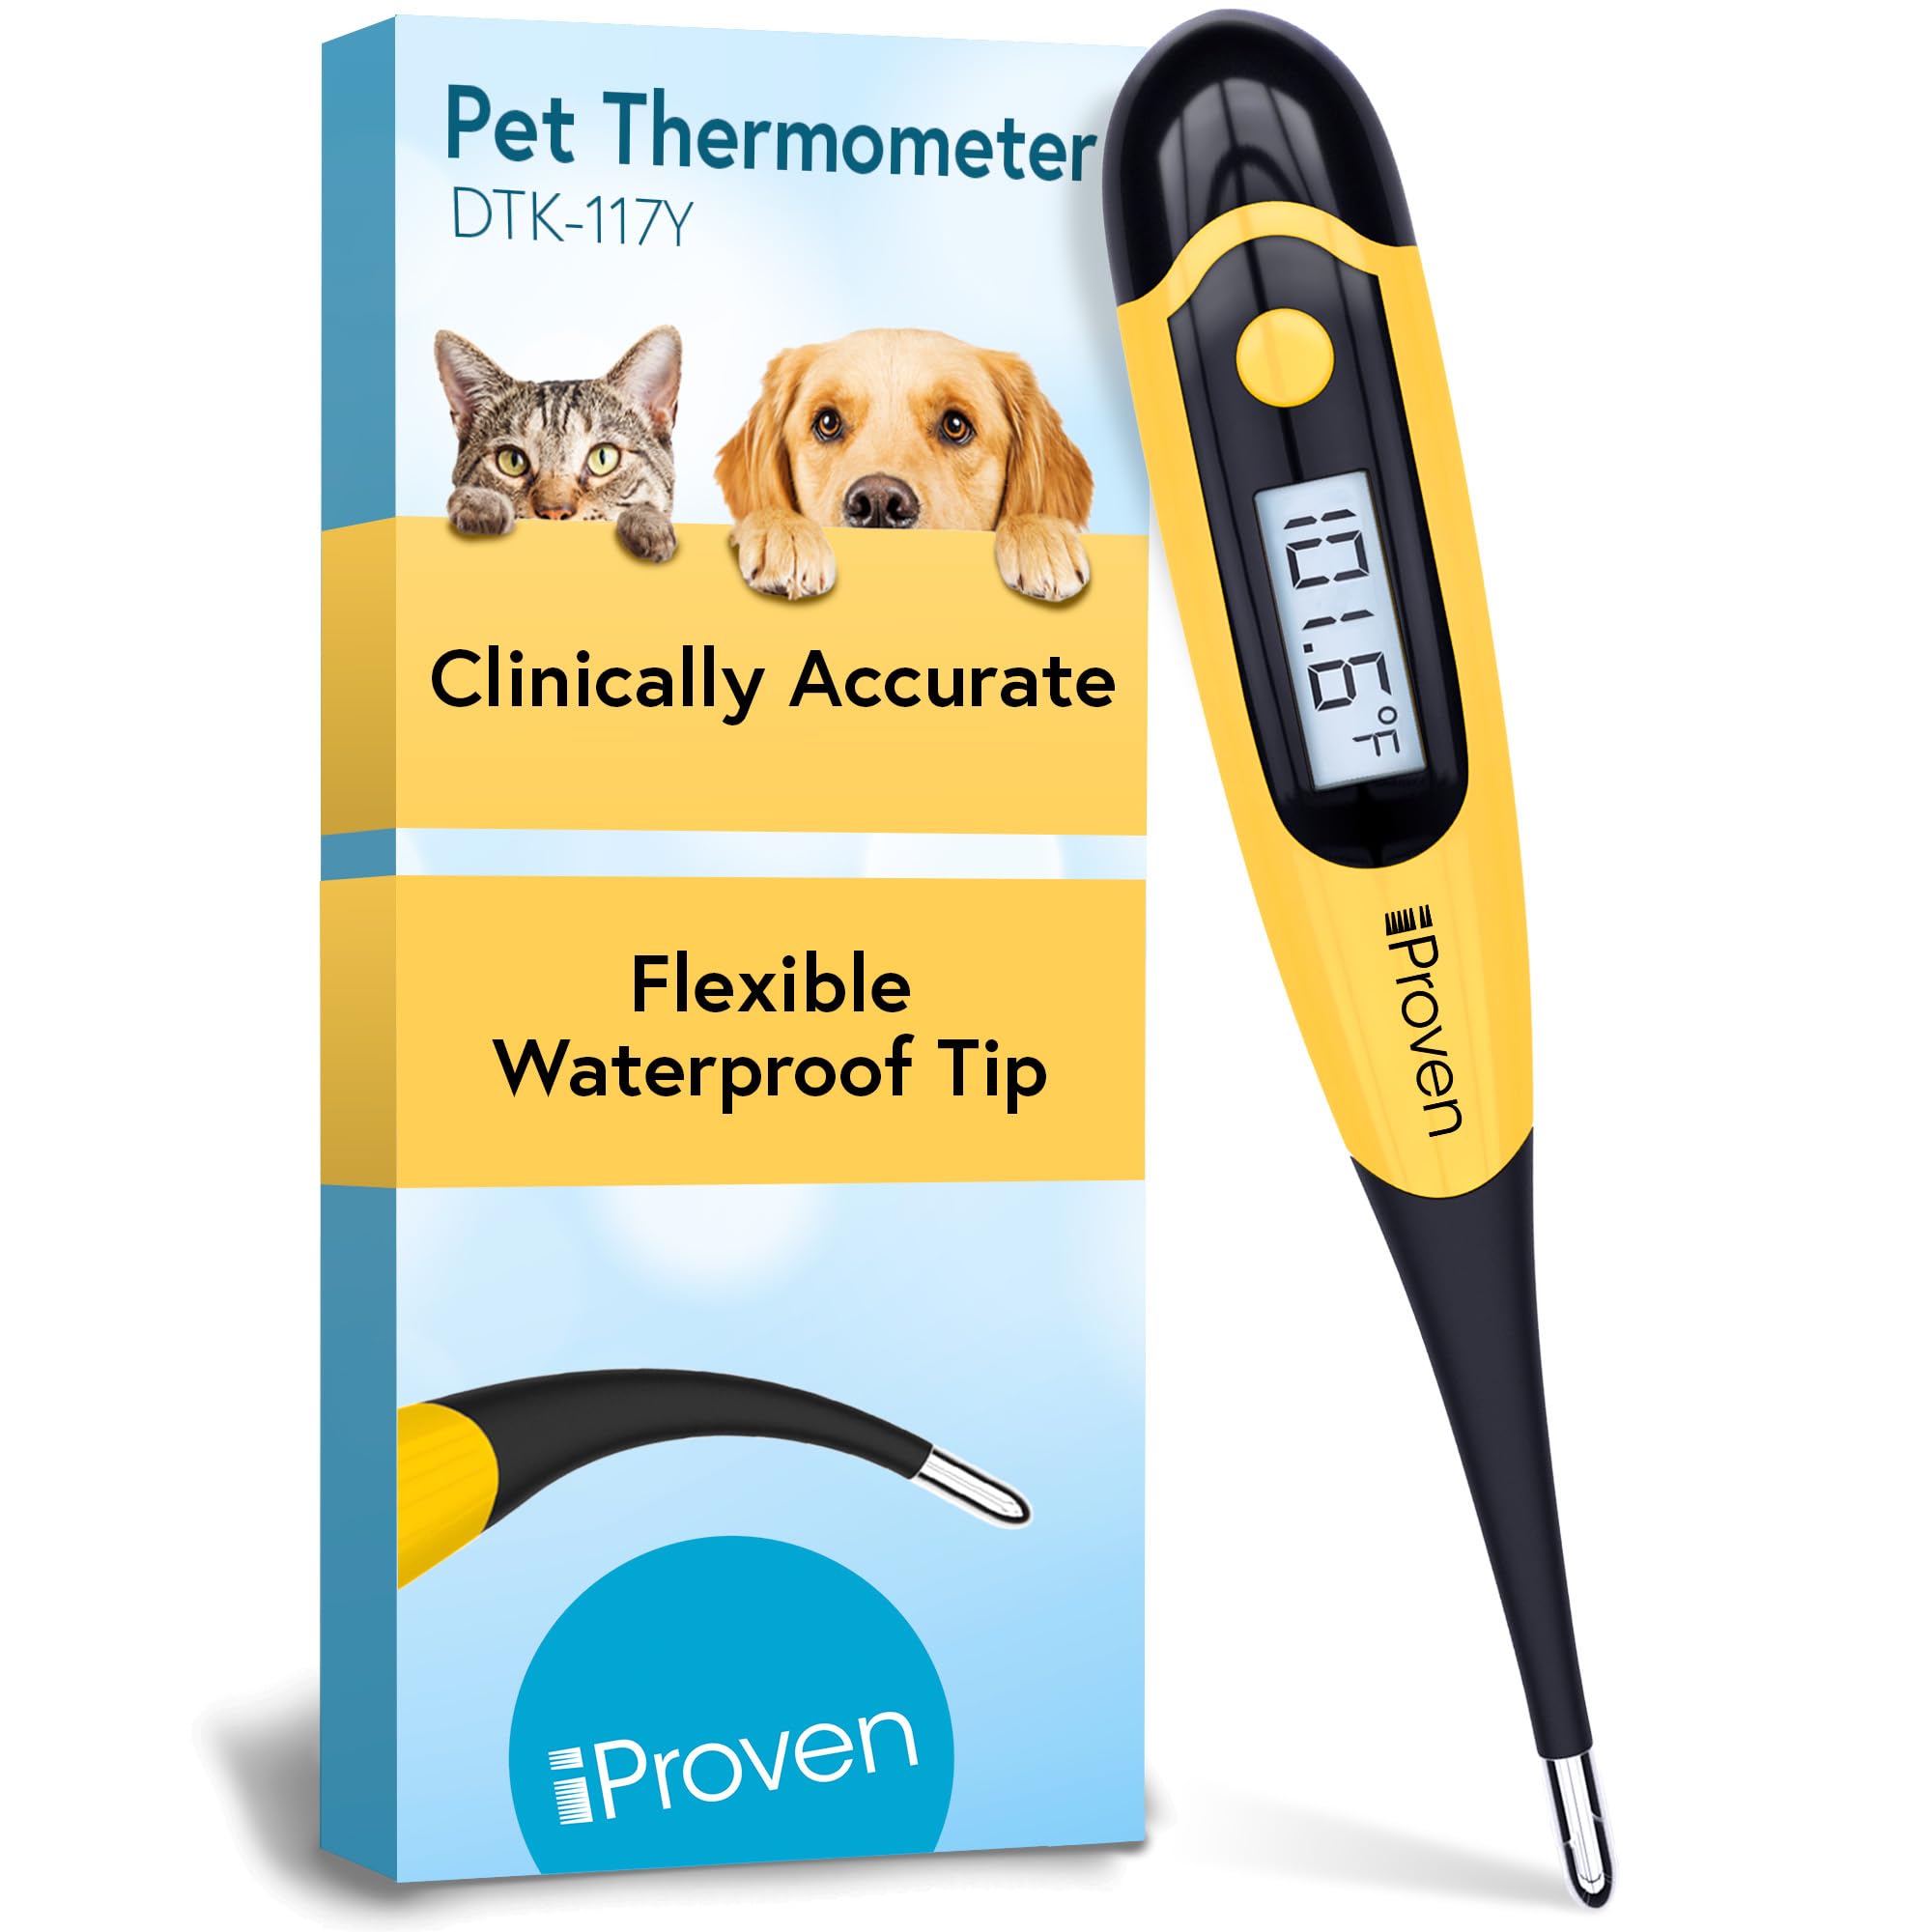 Pet Thermometer
DTK-117Y
Clinically Accurate
Flexible
Waterproof Tip
iProven
101.6°F
iProven